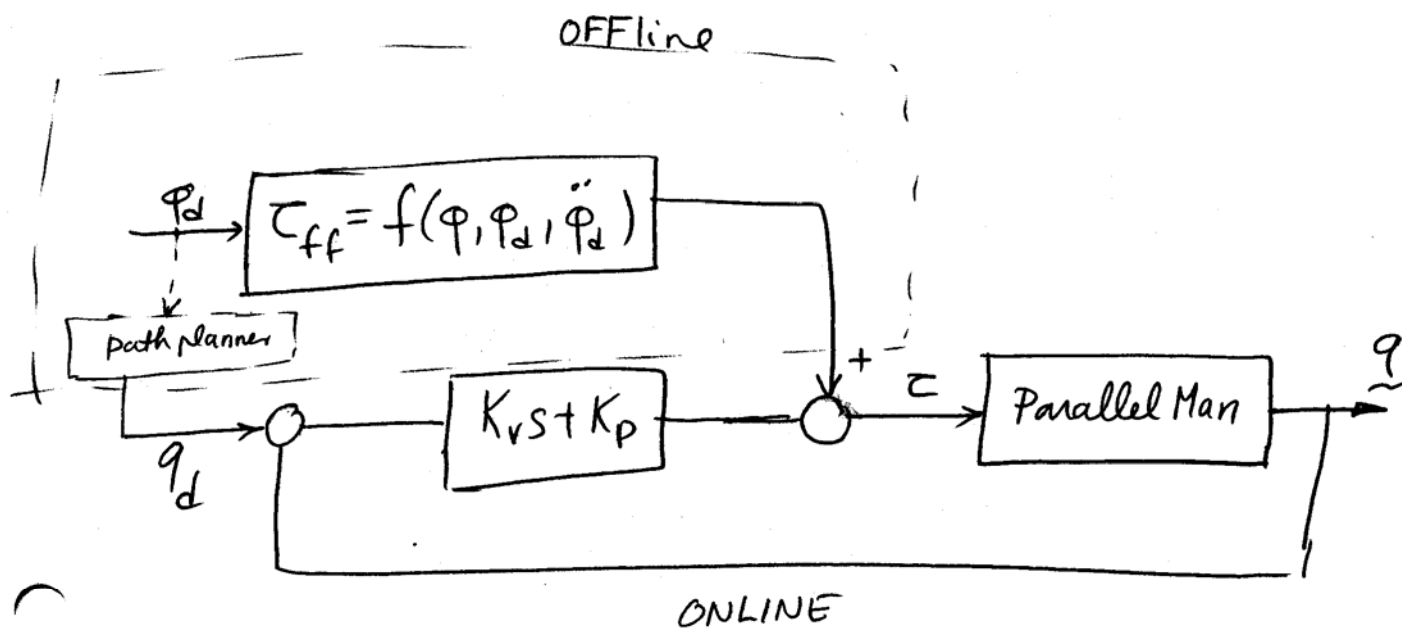 OFFline
φd
τff = f(φ, φd, φ̈d)
path planner
+
τ
q
Kvs + Kp
Parallel Man
qd
ONLINE